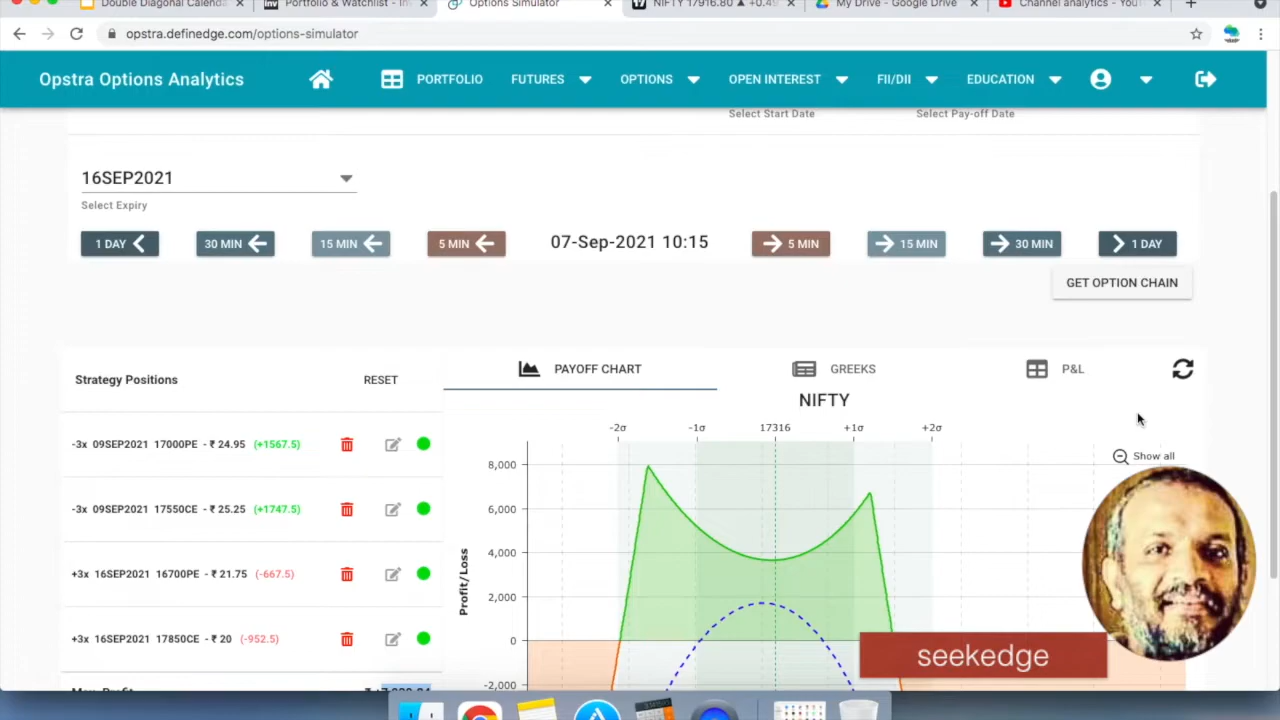 Double Diagonal Calenda
Portfolio & Watchlist - In
Options Simulator
NIFTY 17916.80 ▲ +0.49
My Drive - Google Drive
Channel analytics - YouT
opstra.definedge.com/options-simulator
Opstra Options Analytics
PORTFOLIO
FUTURES
OPTIONS
OPEN INTEREST
FII/DII
EDUCATION
Select Start Date
Select Pay-off Date
16SEP2021
Select Expiry
1 DAY
30 MIN
15 MIN
5 MIN
07-Sep-2021 10:15
5 MIN
15 MIN
30 MIN
1 DAY
GET OPTION CHAIN
Strategy Positions
RESET
PAYOFF CHART
GREEKS
P&L
NIFTY
-2σ
-1σ
17316
+1σ
+2σ
Show all
-3x 09SEP2021 17000PE - ₹ 24.95 (+1567.5)
-3x 09SEP2021 17550CE - ₹ 25.25 (+1747.5)
+3x 16SEP2021 16700PE - ₹ 21.75 (-667.5)
+3x 16SEP2021 17850CE - ₹ 20 (-952.5)
8,000
6,000
4,000
2,000
0
-2,000
Profit/Loss
seekedge